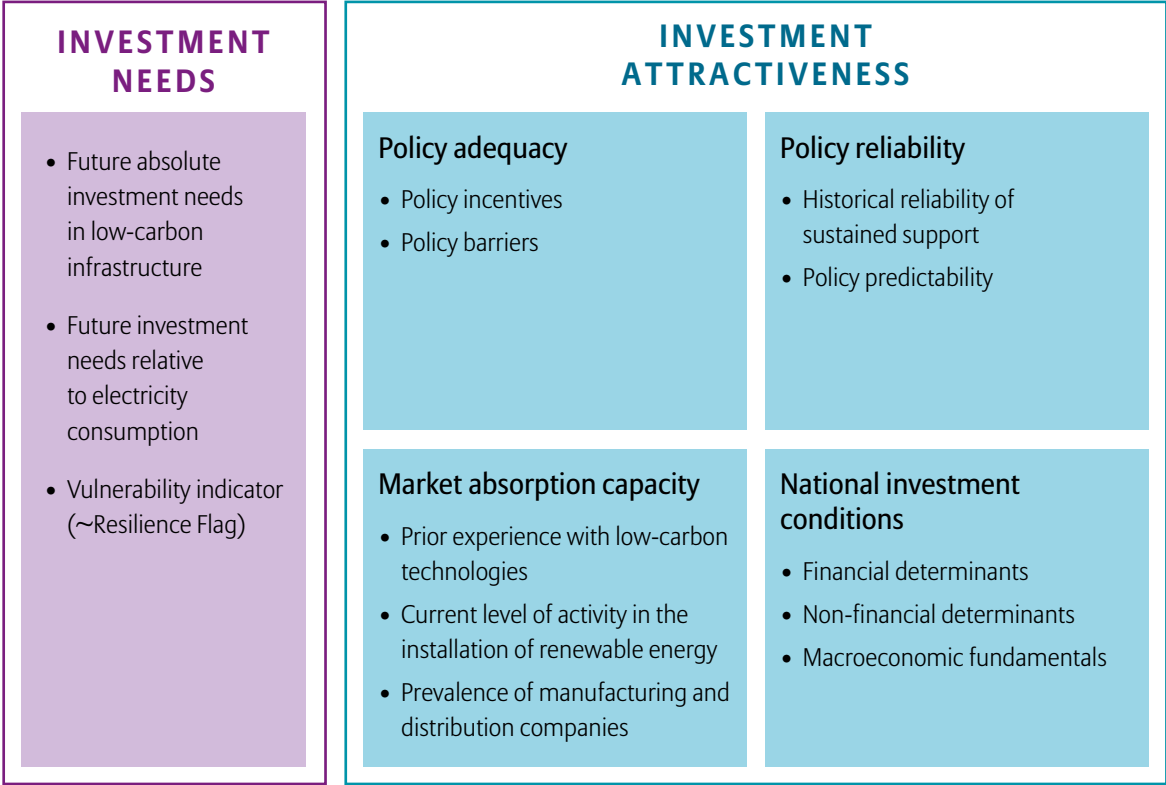 INVESTMENT
NEEDS
• Future absolute
investment needs
in low-carbon
infrastructure
• Future investment
needs relative
to electricity
consumption
• Vulnerability indicator
(~Resilience Flag)
INVESTMENT
ATTRACTIVENESS
Policy adequacy
• Policy incentives
• Policy barriers
Policy reliability
• Historical reliability of
sustained support
• Policy predictability
Market absorption capacity
• Prior experience with low-carbon
technologies
• Current level of activity in the
installation of renewable energy
• Prevalence of manufacturing and
distribution companies
National investment
conditions
• Financial determinants
• Non-financial determinants
• Macroeconomic fundamentals